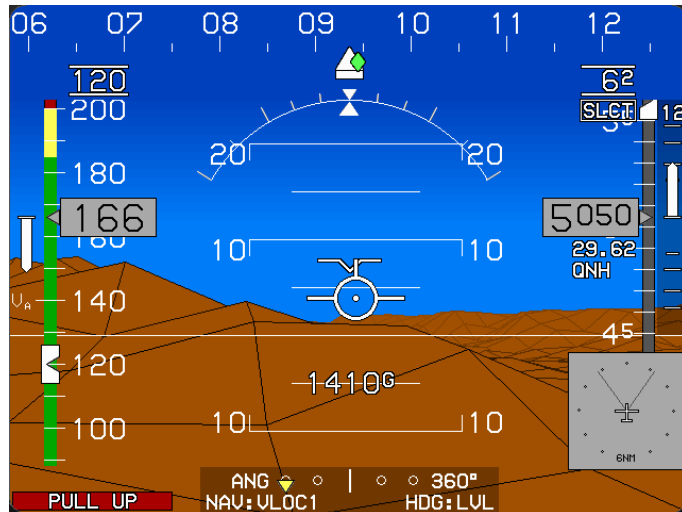 06 07 08 09 10 11 12
120 6²
200 SLCT 12
20 20
180
166 5050
160
10 10 29.62
QNH
VA 140
45
120
1410G
100 10 10
6NM
ANG 360°
PULL UP NAV:VLOC1 HDG:LVL